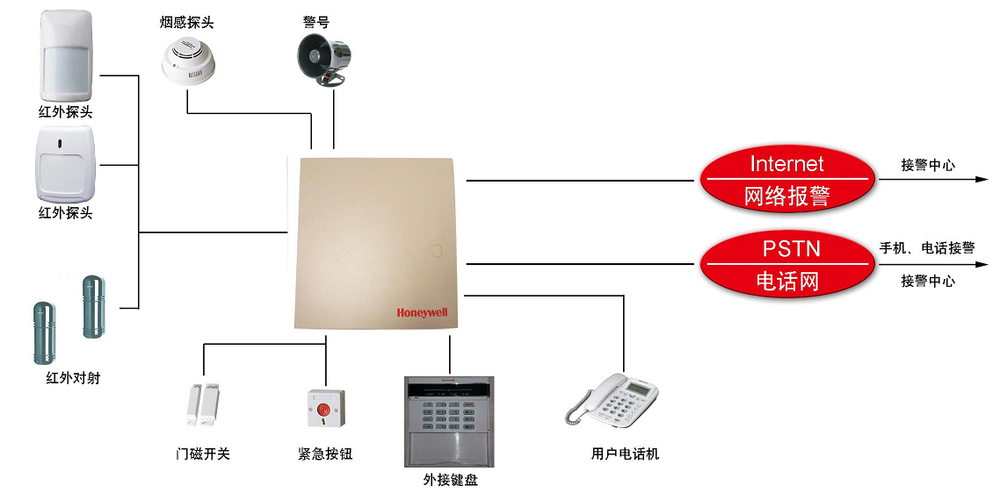 烟感探头
警号
红外探头
红外探头
Internet
网络报警
接警中心
PSTN
电话网
手机、电话接警
接警中心
Honeywell
红外对射
门磁开关
紧急按钮
外接键盘
用户电话机